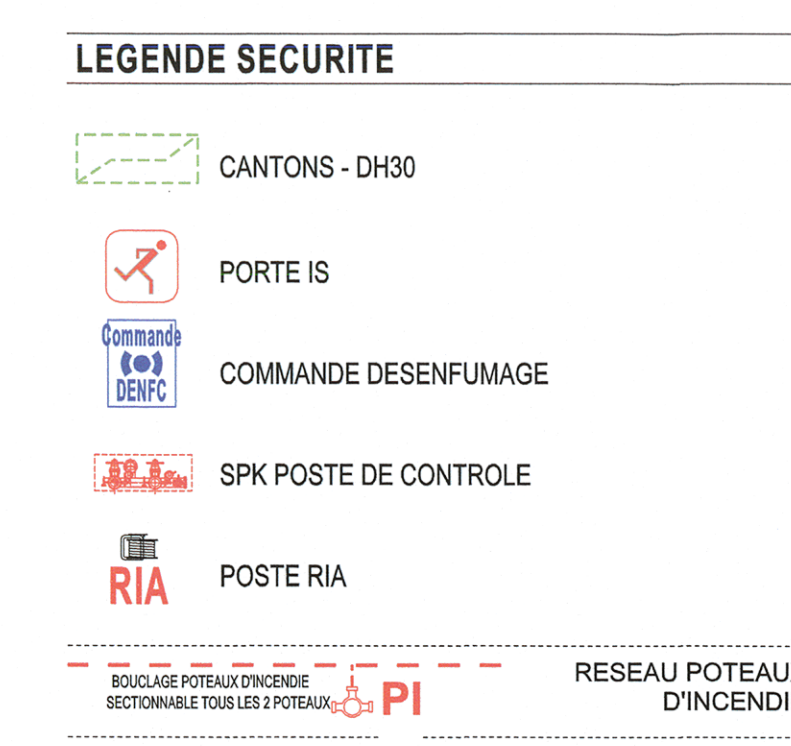 LEGENDE SECURITE
CANTONS - DH30
PORTE IS
Commande
DENFC
COMMANDE DESENFUMAGE
SPK POSTE DE CONTROLE
RIA
POSTE RIA
BOUCLAGE POTEAUX D'INCENDIE
SECTIONNABLE TOUS LES 2 POTEAUX
PI
RESEAU POTEAU
D'INCENDI